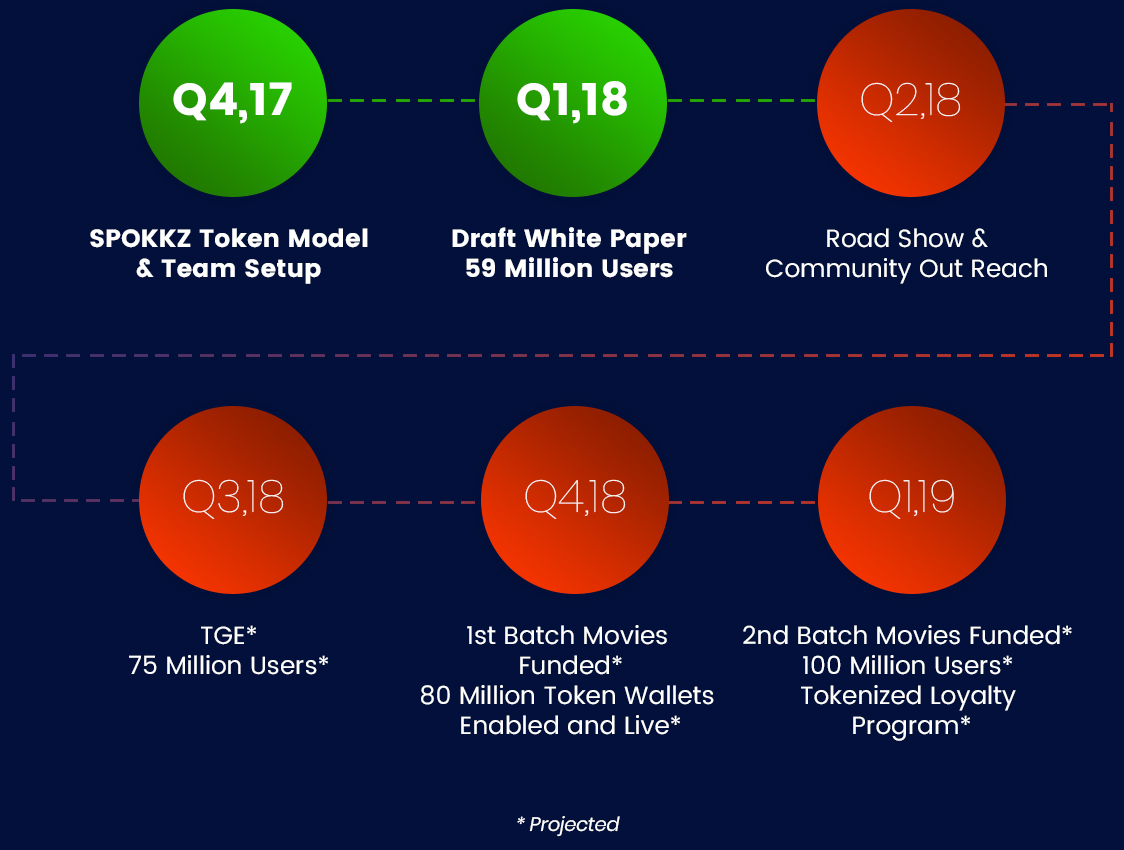 Q4,17
Q1,18
Q2,18
SPOKKZ Token Model
& Team Setup
Draft White Paper
59 Million Users
Road Show &
Community Out Reach
Q3,18
Q4,18
Q1,19
TGE*
75 Million Users*
1st Batch Movies
Funded*
80 Million Token Wallets
Enabled and Live*
2nd Batch Movies Funded*
100 Million Users*
Tokenized Loyalty
Program*
* Projected